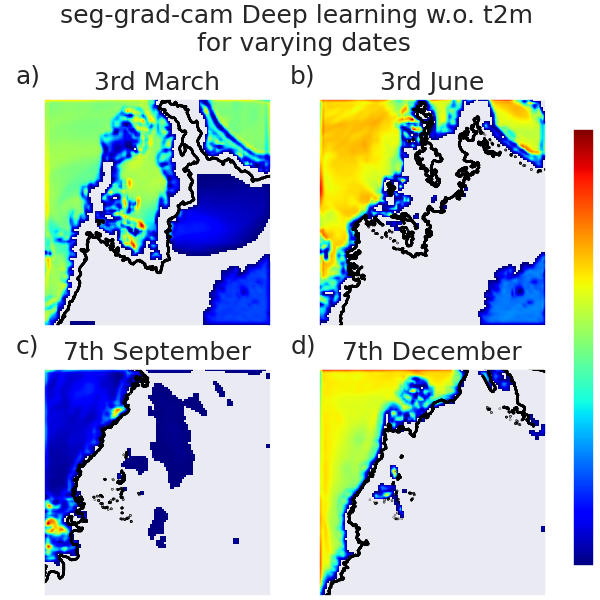 seg-grad-cam Deep learning w.o. t2m
for varying dates
a) 3rd March
b) 3rd June
c) 7th September
d) 7th December